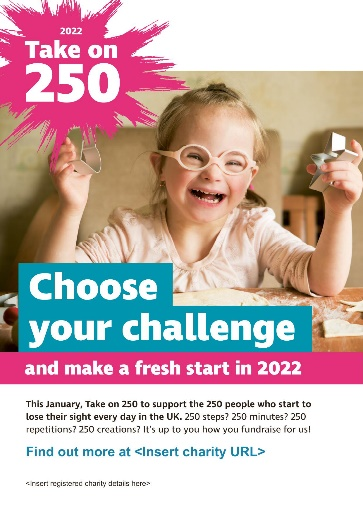 2022
Take on
250
Choose
your challenge
and make a fresh start in 2022
This January, Take on 250 to support the 250 people who start to
lose their sight every day in the UK. 250 steps? 250 minutes? 250
repetitions? 250 creations? It's up to you how you fundraise for us!
Find out more at <Insert charity URL>
<Insert registered charity details here>